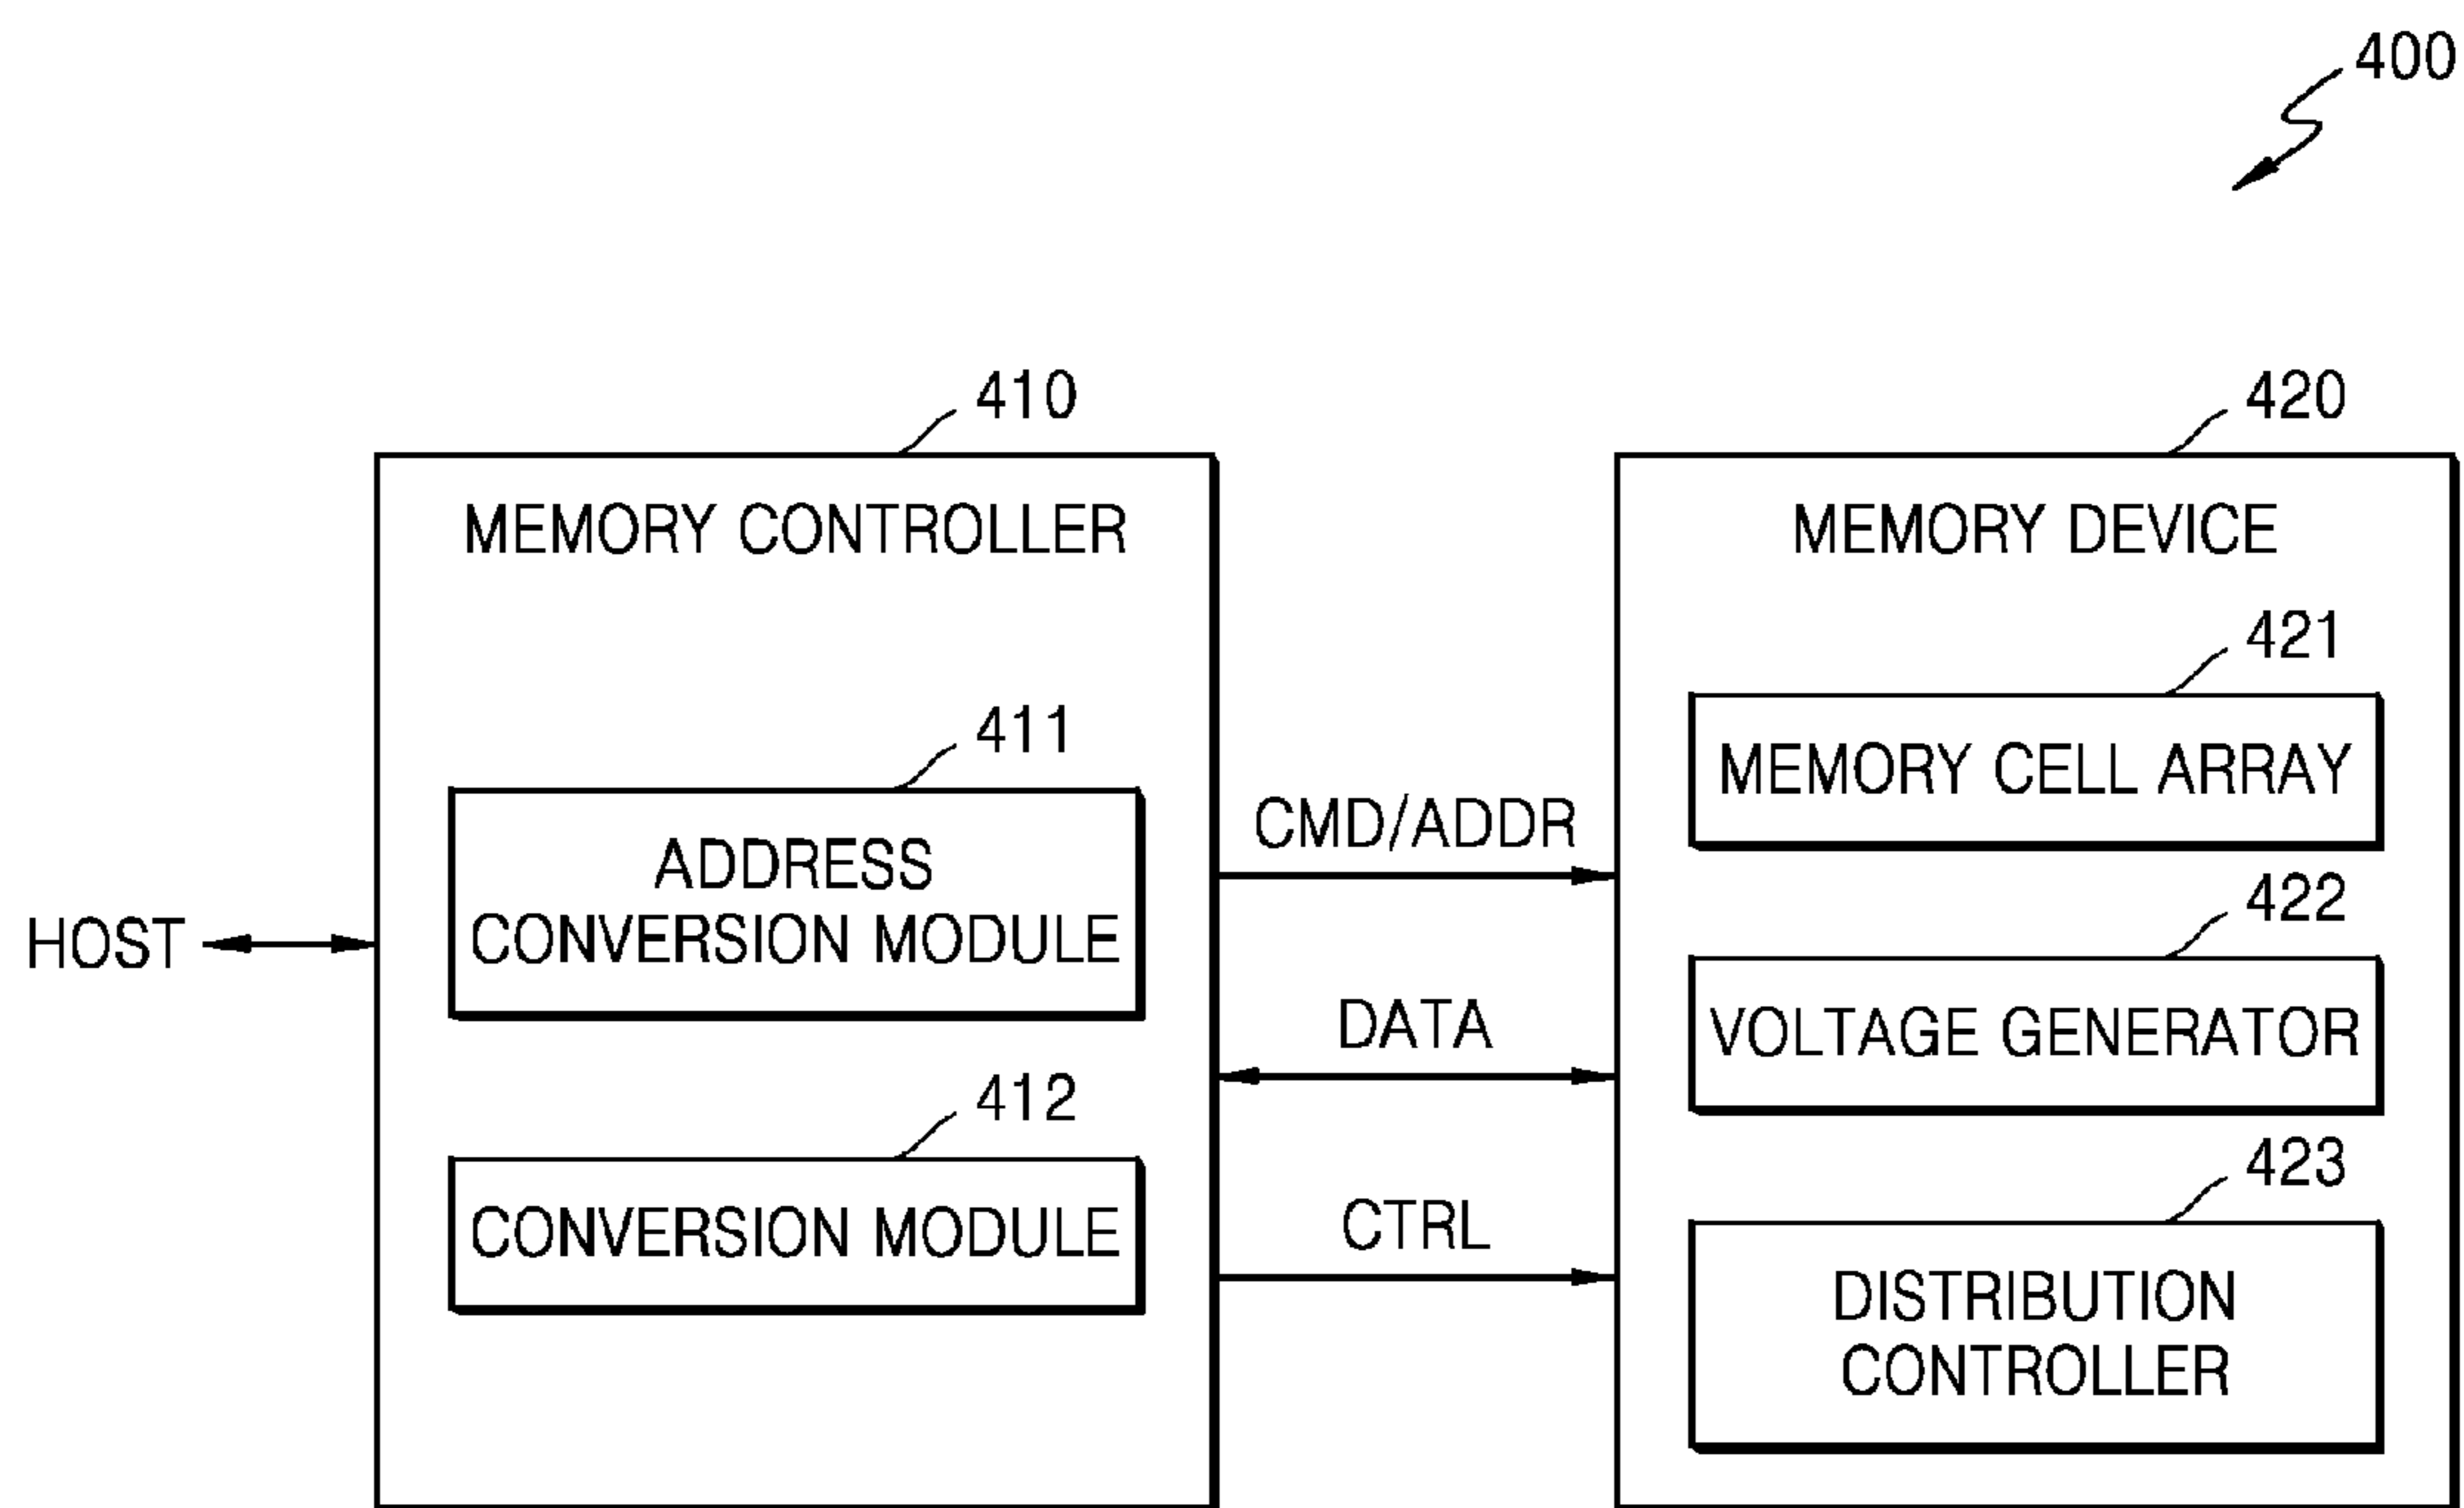 400
410
MEMORY CONTROLLER
411
ADDRESS
CONVERSION MODULE
412
CONVERSION MODULE
HOST
CMD/ADDR
DATA
CTRL
420
MEMORY DEVICE
421
MEMORY CELL ARRAY
422
VOLTAGE GENERATOR
423
DISTRIBUTION
CONTROLLER